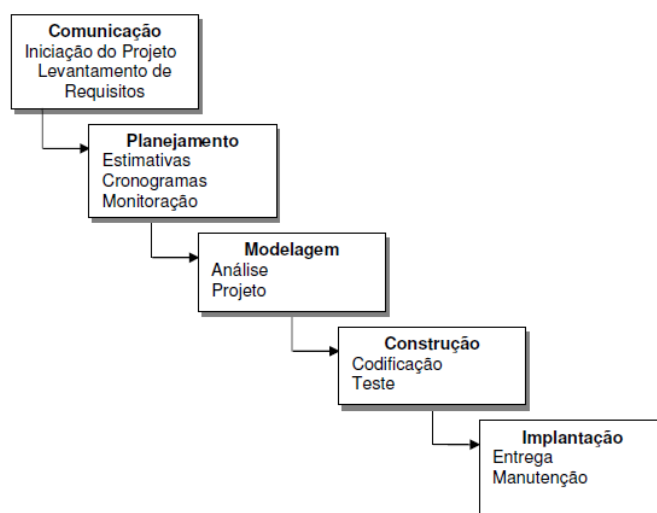 Comunicação
Iniciação do Projeto
Levantamento de
Requisitos
Planejamento
Estimativas
Cronogramas
Monitoração
Modelagem
Análise
Projeto
Construção
Codificação
Teste
Implantação
Entrega
Manutenção